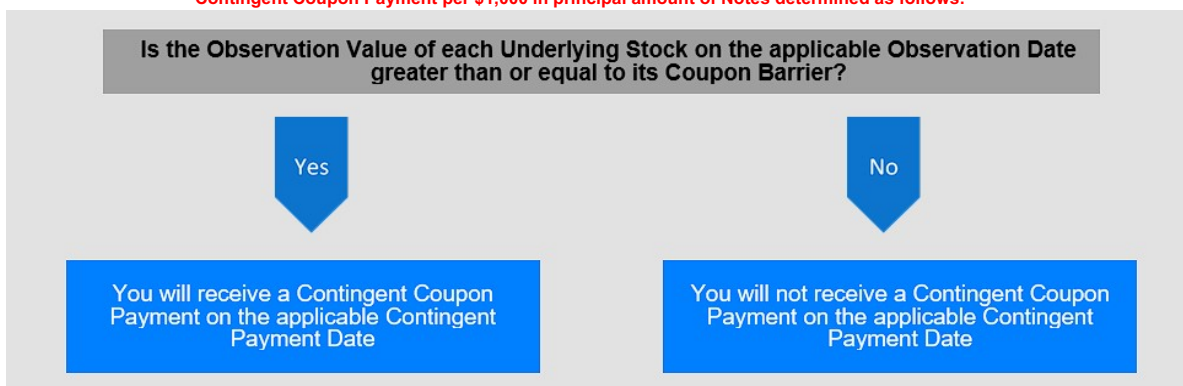 Contingent Coupon Payment per $1,000 in principal amount of Notes determined as follows:
Is the Observation Value of each Underlying Stock on the applicable Observation Date
greater than or equal to its Coupon Barrier?
Yes
No
You will receive a Contingent Coupon
Payment on the applicable Contingent
Payment Date
You will not receive a Contingent Coupon
Payment on the applicable Contingent
Payment Date